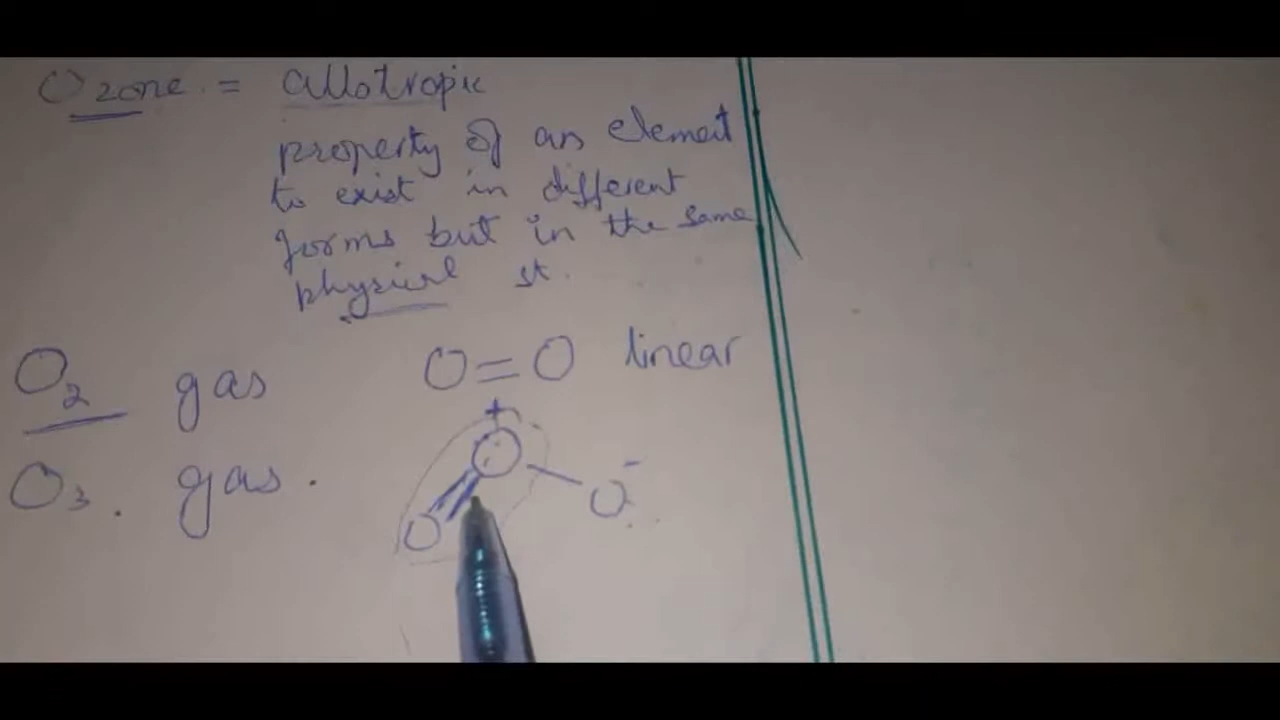 Ozone = allotropic
property of an element
to exist in different
forms but in the same
physical st.
O2 gas O=O linear
O3. gas. O=O+-O-